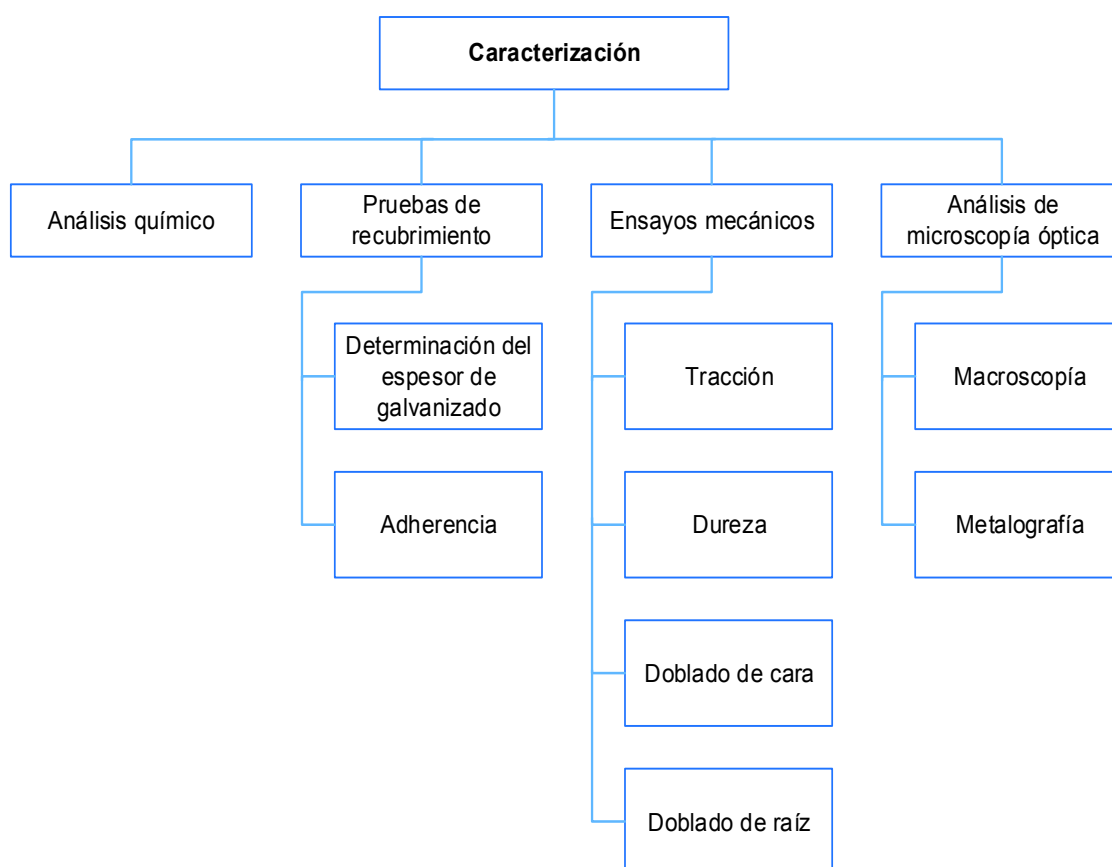 Caracterización
Análisis químico
Pruebas de
recubrimiento
Ensayos mecánicos
Análisis de
microscopía óptica
Determinación del
espesor de
galvanizado
Tracción
Macroscopía
Adherencia
Dureza
Metalografía
Doblado de cara
Doblado de raíz